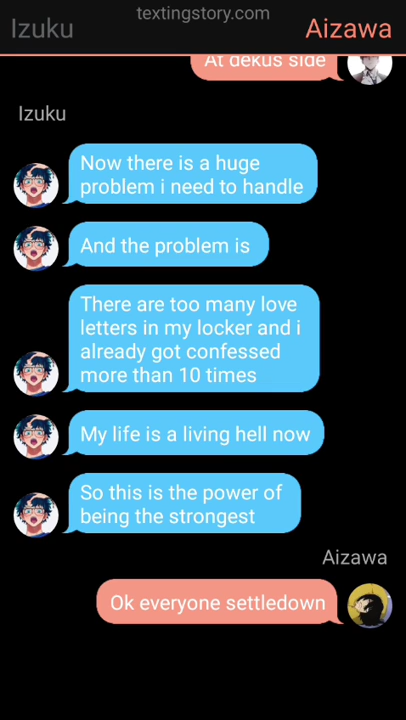 textingstory.com
Izuku
Aizawa
At dekus side
Izuku
Now there is a huge
problem i need to handle
And the problem is
There are too many love
letters in my locker and i
already got confessed
more than 10 times
My life is a living hell now
So this is the power of
being the strongest
Aizawa
Ok everyone settledown